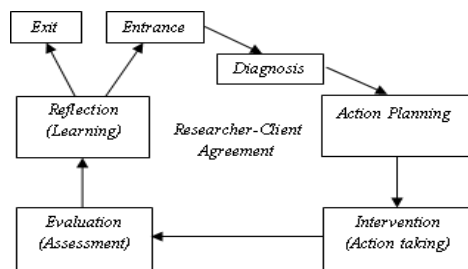 Exit
Entrance
Diagnosis
Action Planning
Reflection
(Learning)
Researcher-Client
Agreement
Evaluation
(Assessment)
Intervention
(Action taking)